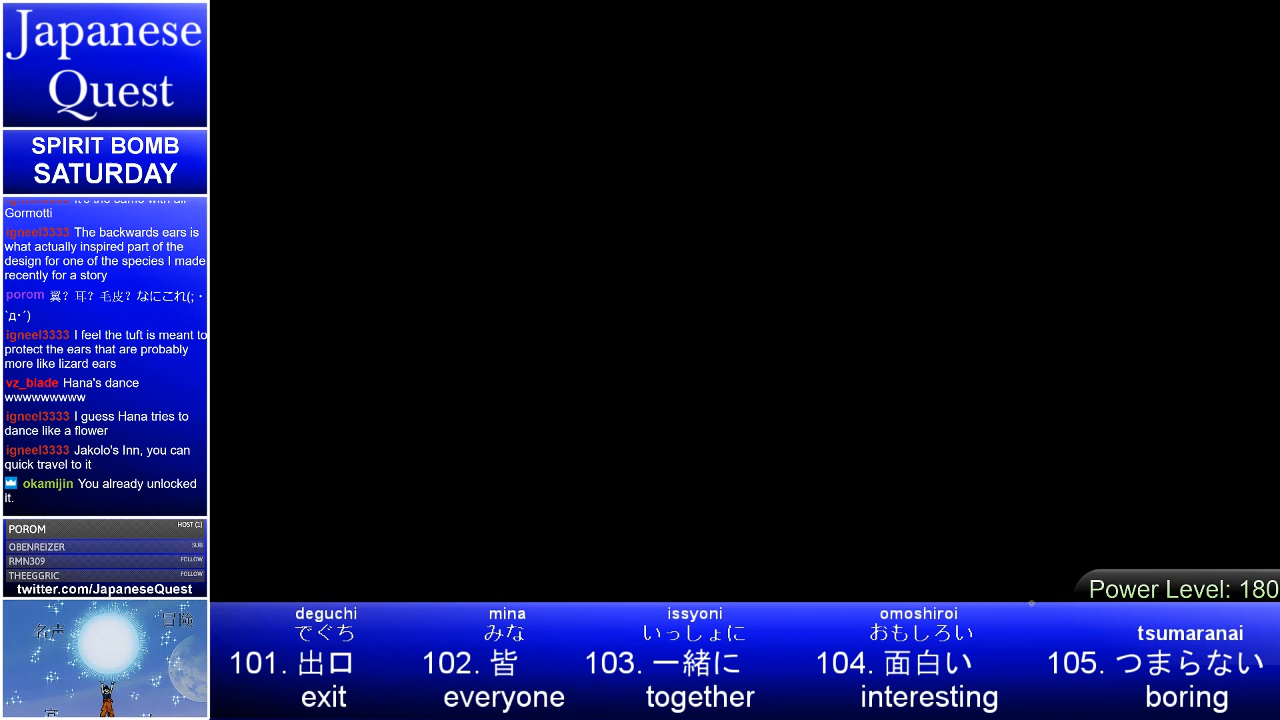 Japanese
Quest
SPIRIT BOMB
SATURDAY
Gormotti
igneel3333 The backwards ears is
what actually inspired part of the
design for one of the species I made
recently for a story
porom 翼? 耳? 毛皮? なにこれ(;・
`д・´)
igneel3333 I feel the tuft is meant to
protect the ears that are probably
more like lizard ears
vz_blade Hana's dance
wwwwwwwww
igneel3333 I guess Hana tries to
dance like a flower
igneel3333 Jakolo's Inn, you can
quick travel to it
okamijin You already unlocked
it.
POROM HOST (1)
OBENREIZER SUB
RMN309 FOLLOW
THEEGGRIC FOLLOW
twitter.com/JapaneseQuest
名声 冒険
Power Level: 180
deguchi mina issyoni omoshiroi tsumaranai
でぐち みな いっしょに おもしろい
101. 出口 102. 皆 103. 一緒に 104. 面白い 105. つまらない
exit everyone together interesting boring